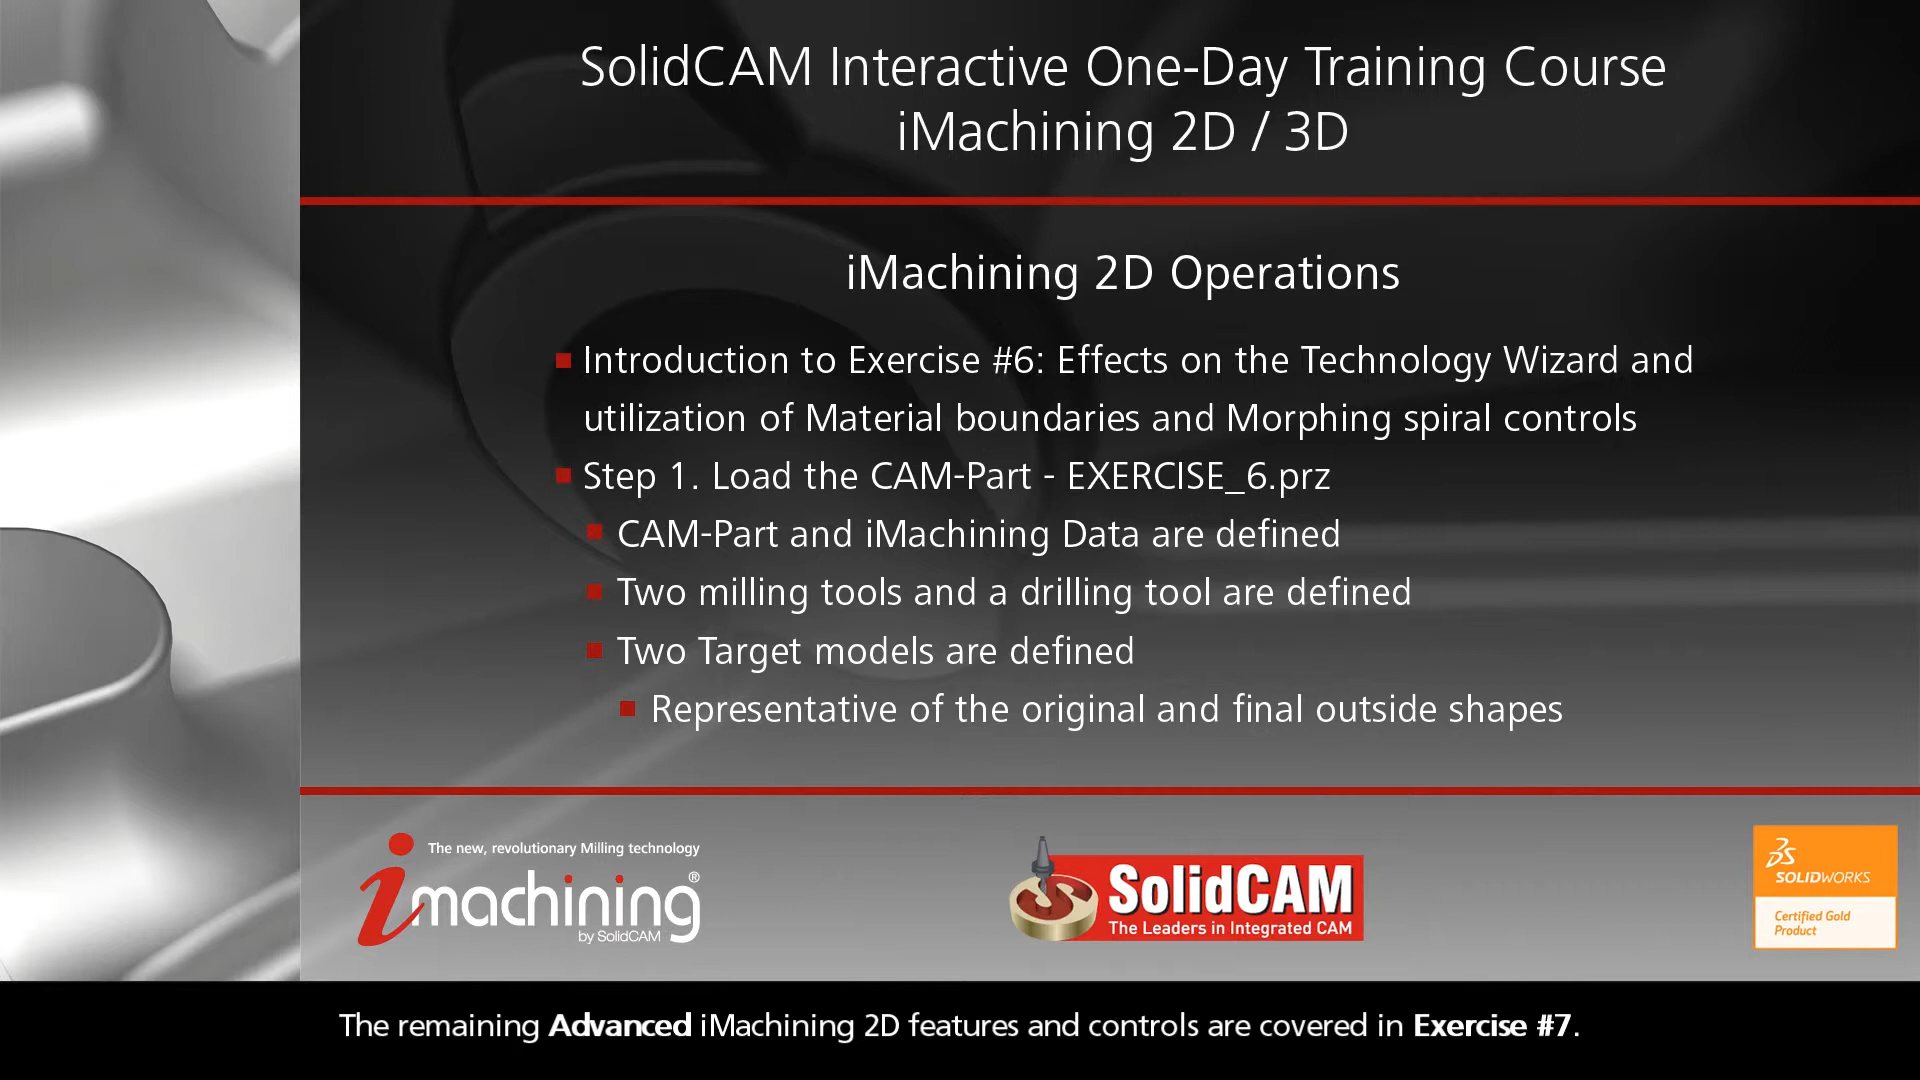 SolidCAM Interactive One-Day Training Course
iMachining 2D / 3D
iMachining 2D Operations
Introduction to Exercise #6: Effects on the Technology Wizard and
utilization of Material boundaries and Morphing spiral controls
Step 1. Load the CAM-Part - EXERCISE_6.prz
CAM-Part and iMachining Data are defined
Two milling tools and a drilling tool are defined
Two Target models are defined
Representative of the original and final outside shapes
The new, revolutionary Milling technology
imachining®
by SolidCAM
SolidCAM
The Leaders in Integrated CAM
SOLIDWORKS
Certified Gold
Product
The remaining Advanced iMachining 2D features and controls are covered in Exercise #7.